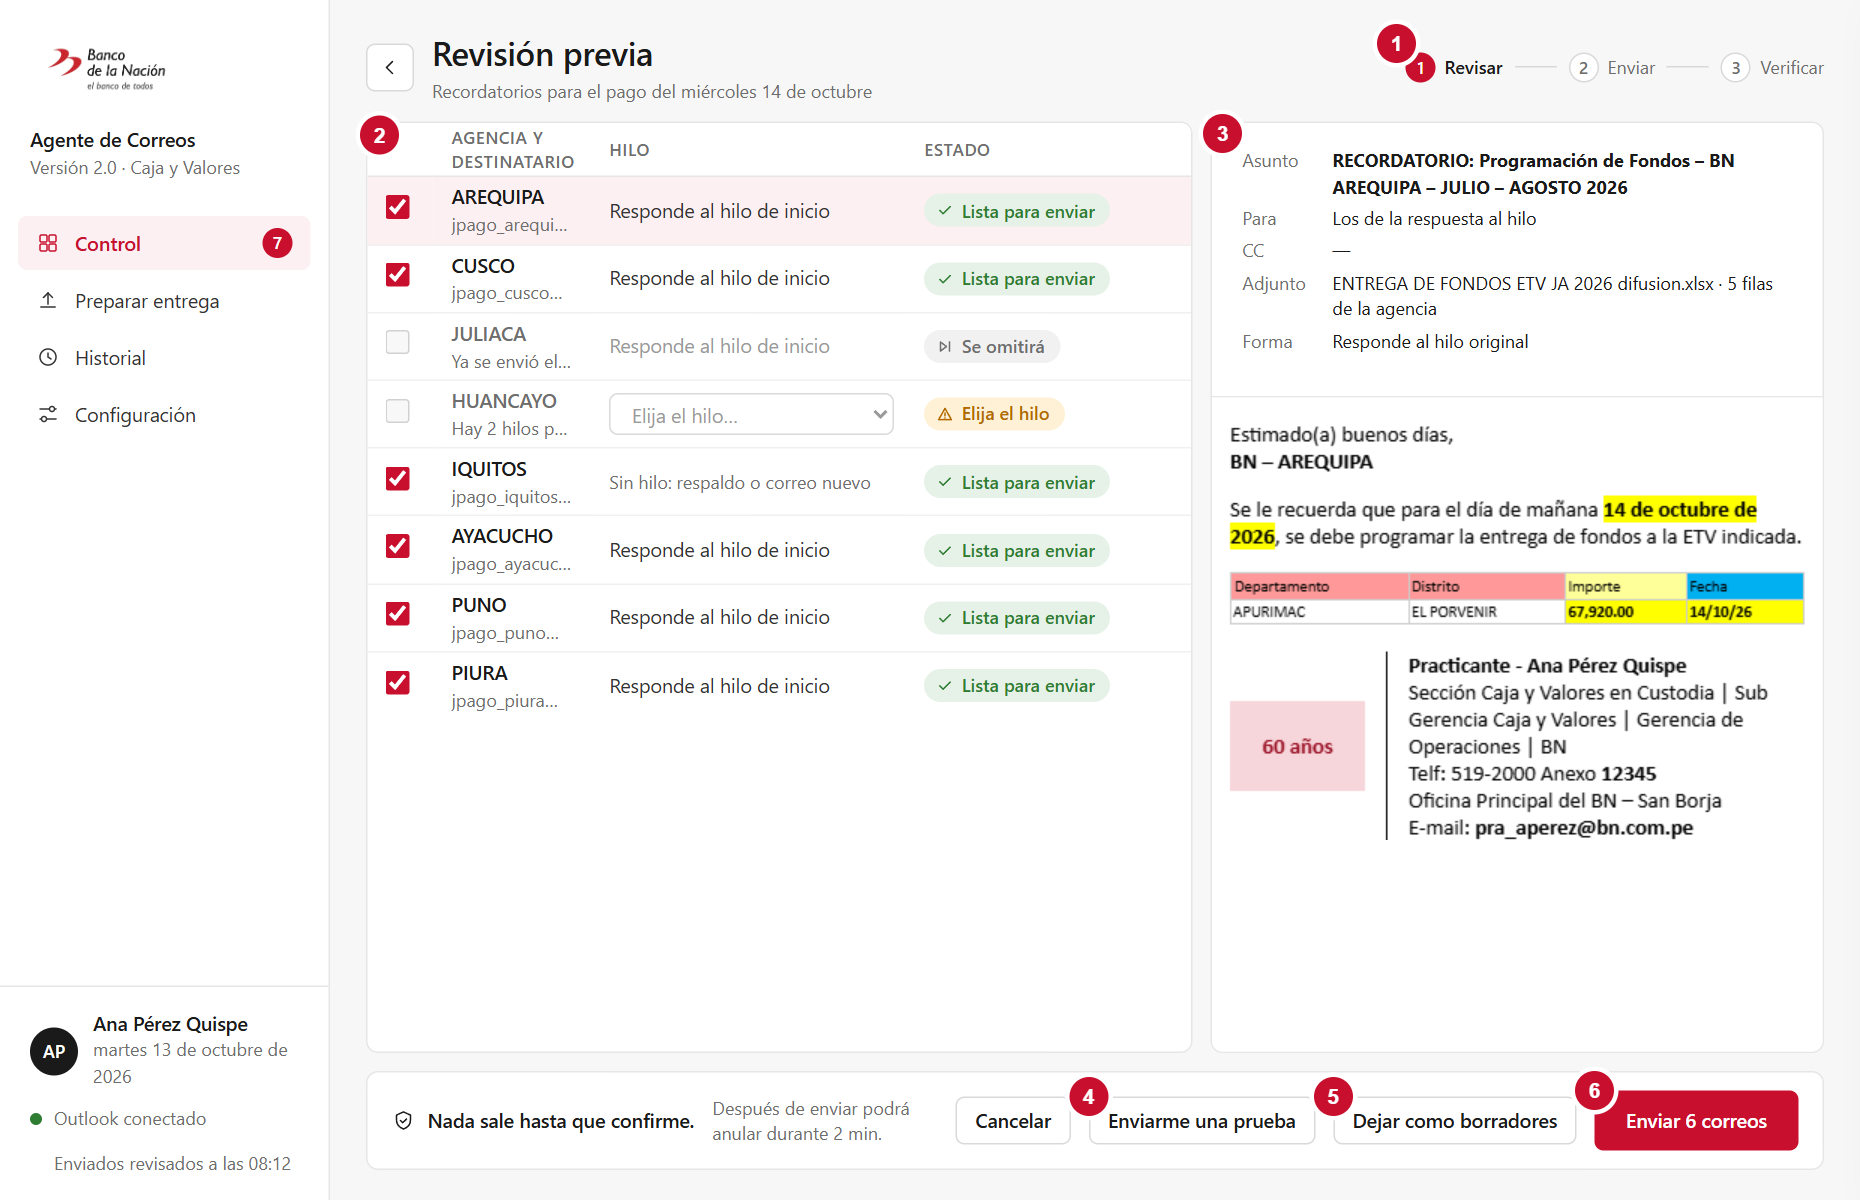 Banco
de la Nación
el banco de todos
Agente de Correos
Versión 2.0 · Caja y Valores
Control
7
Preparar entrega
Historial
Configuración
AP
Ana Pérez Quispe
martes 13 de octubre de
2026
Outlook conectado
Enviados revisados a las 08:12
Revisión previa
Recordatorios para el pago del miércoles 14 de octubre
1
1 Revisar
2 Enviar
3 Verificar
2
AGENCIA Y
DESTINATARIO
HILO
ESTADO
AREQUIPA
jpago_arequi...
Responde al hilo de inicio
Lista para enviar
CUSCO
jpago_cusco...
Responde al hilo de inicio
Lista para enviar
JULIACA
Ya se envió el...
Responde al hilo de inicio
Se omitirá
HUANCAYO
Hay 2 hilos p...
Elija el hilo...
Elija el hilo
IQUITOS
jpago_iquitos...
Sin hilo: respaldo o correo nuevo
Lista para enviar
AYACUCHO
jpago_ayacuc...
Responde al hilo de inicio
Lista para enviar
PUNO
jpago_puno...
Responde al hilo de inicio
Lista para enviar
PIURA
jpago_piura...
Responde al hilo de inicio
Lista para enviar
3
Asunto
RECORDATORIO: Programación de Fondos – BN
AREQUIPA – JULIO – AGOSTO 2026
Para
Los de la respuesta al hilo
CC
—
Adjunto
ENTREGA DE FONDOS ETV JA 2026 difusion.xlsx · 5 filas
de la agencia
Forma
Responde al hilo original
Estimado(a) buenos días,
BN – AREQUIPA
Se le recuerda que para el día de mañana 14 de octubre de
2026, se debe programar la entrega de fondos a la ETV indicada.
Departamento Distrito Importe Fecha
APURIMAC EL PORVENIR 67,920.00 14/10/26
60 años
Practicante - Ana Pérez Quispe
Sección Caja y Valores en Custodia | Sub
Gerencia Caja y Valores | Gerencia de
Operaciones | BN
Telf: 519-2000 Anexo 12345
Oficina Principal del BN – San Borja
E-mail: pra_aperez@bn.com.pe
Nada sale hasta que confirme.
Después de enviar podrá
anular durante 2 min.
Cancelar
4
Enviarme una prueba
5
Dejar como borradores
6
Enviar 6 correos